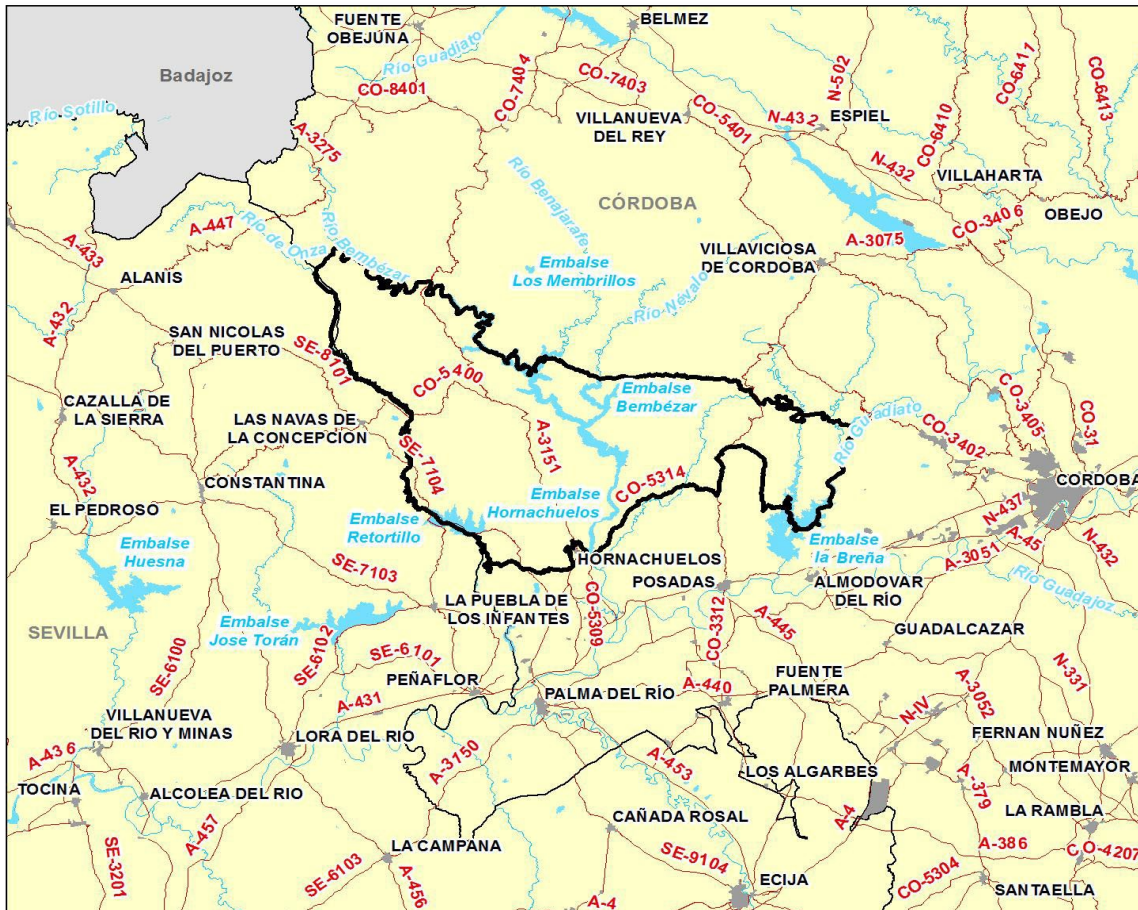 FUENTE
OBEJÚNA
BELMEZ
Río Guadiato
Badajoz
CO-7404
CO-7403
N-502
CO-6411
CO-6413
Río Sotillo
CO-8401
VILLANUEVA
DEL REY
CO-5401
N-432
ESPIEL
CO-6410
A-3275
N-432
VILLAHARTA
Río Benajarafe
CÓRDOBA
CO-3406
OBEJO
A-447
Río de Onza
Río Bembézar
A-433
VILLAVICIOSA
DE CORDOBA
A-3075
ALANIS
Embalse
Los Membrillos
Río Névalo
A-432
SAN NICOLAS
DEL PUERTO
SE-8101
CO-5400
Embalse
Bembézar
CAZALLA DE
LA SIERRA
LAS NAVAS DE
LA CONCEPCION
A-3151
Río Guadiato
CO-3402
CO-3405
CO-31
SE-7104
CO-5314
A-432
CONSTANTINA
CORDOBA
EL PEDROSO
Embalse
Hornachuelos
N-437
Embalse
Retortillo
Embalse
Huesna
HORNACHUELOS
Embalse
la Breña
A-3051
A-45
N-432
SE-7103
POSADAS
ALMODOVAR
DEL RÍO
Río Guadajoz
LA PUEBLA DE
LOS INFANTES
CO-5309
CO-3312
A-445
SEVILLA
Embalse
Jose Torán
SE-6102
GUADALCAZAR
SE-6100
SE-6101
PEÑAFLOR
A-431
PALMA DEL RÍO
A-440
FUENTE
PALMERA
N-331
A-3052
N-IV
VILLANUEVA
DEL RIO Y MINAS
LORA DEL RIO
FERNAN NUÑEZ
A-436
A-3150
A-453
MONTEMAYOR
LOS ALGARBES
TOCINA
ALCOLEA DEL RIO
A-379
A-4
CAÑADA ROSAL
LA RAMBLA
A-457
LA CAMPANA
A-386
SE-3201
SE-6103
SE-9104
CO-4207
A-456
ECIJA
CO-5304
SANTAELLA
A-4